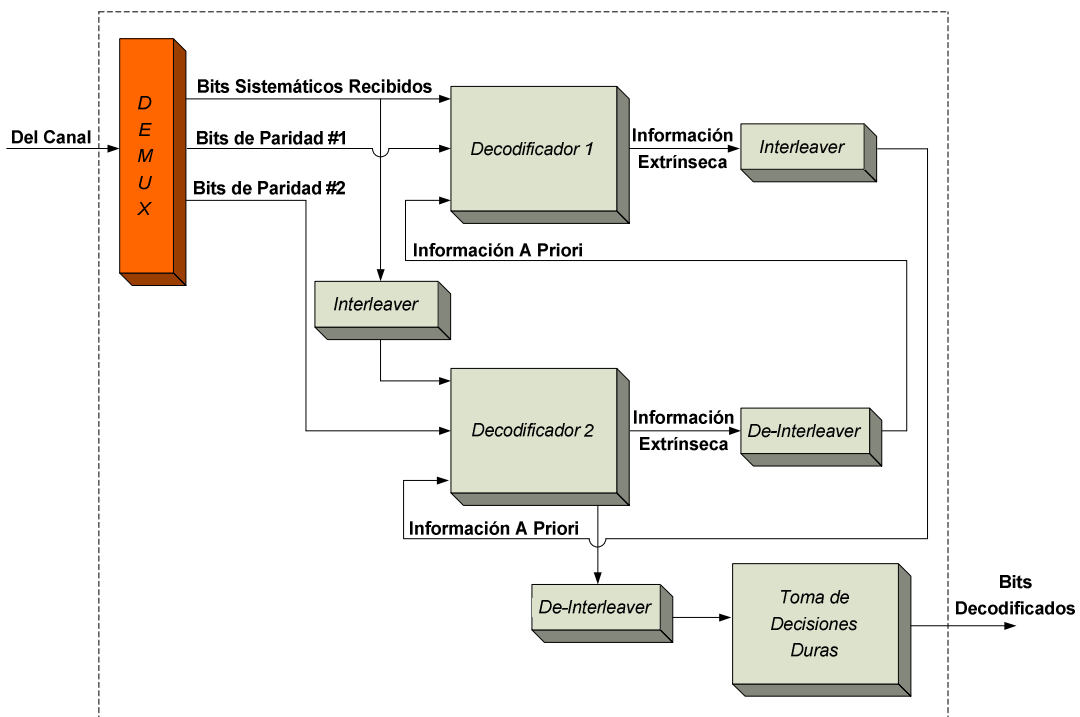 Del Canal
D
E
M
U
X
Bits Sistemáticos Recibidos
Bits de Paridad #1
Bits de Paridad #2
Decodificador 1
Información
Extrínseca
Interleaver
Información A Priori
Interleaver
Decodificador 2
Información
Extrínseca
De-Interleaver
Información A Priori
De-Interleaver
Toma de
Decisiones
Duras
Bits
Decodificados